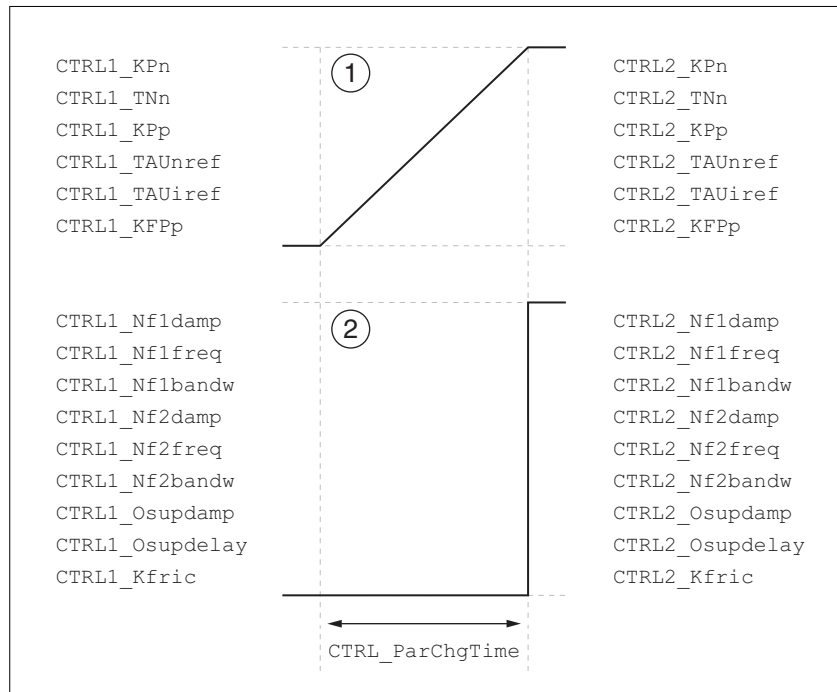 CTRL1_KPn
CTRL1_TNn
CTRL1_KPp
CTRL1_TAUnref
CTRL1_TAUiref
CTRL1_KFPp
1
CTRL2_KPn
CTRL2_TNn
CTRL2_KPp
CTRL2_TAUnref
CTRL2_TAUiref
CTRL2_KFPp
CTRL1_Nf1damp
CTRL1_Nf1freq
CTRL1_Nf1bandw
CTRL1_Nf2damp
CTRL1_Nf2freq
CTRL1_Nf2bandw
CTRL1_Osupdamp
CTRL1_Osupdelay
CTRL1_Kfric
2
CTRL2_Nf1damp
CTRL2_Nf1freq
CTRL2_Nf1bandw
CTRL2_Nf2damp
CTRL2_Nf2freq
CTRL2_Nf2bandw
CTRL2_Osupdamp
CTRL2_Osupdelay
CTRL2_Kfric
CTRL_ParChgTime